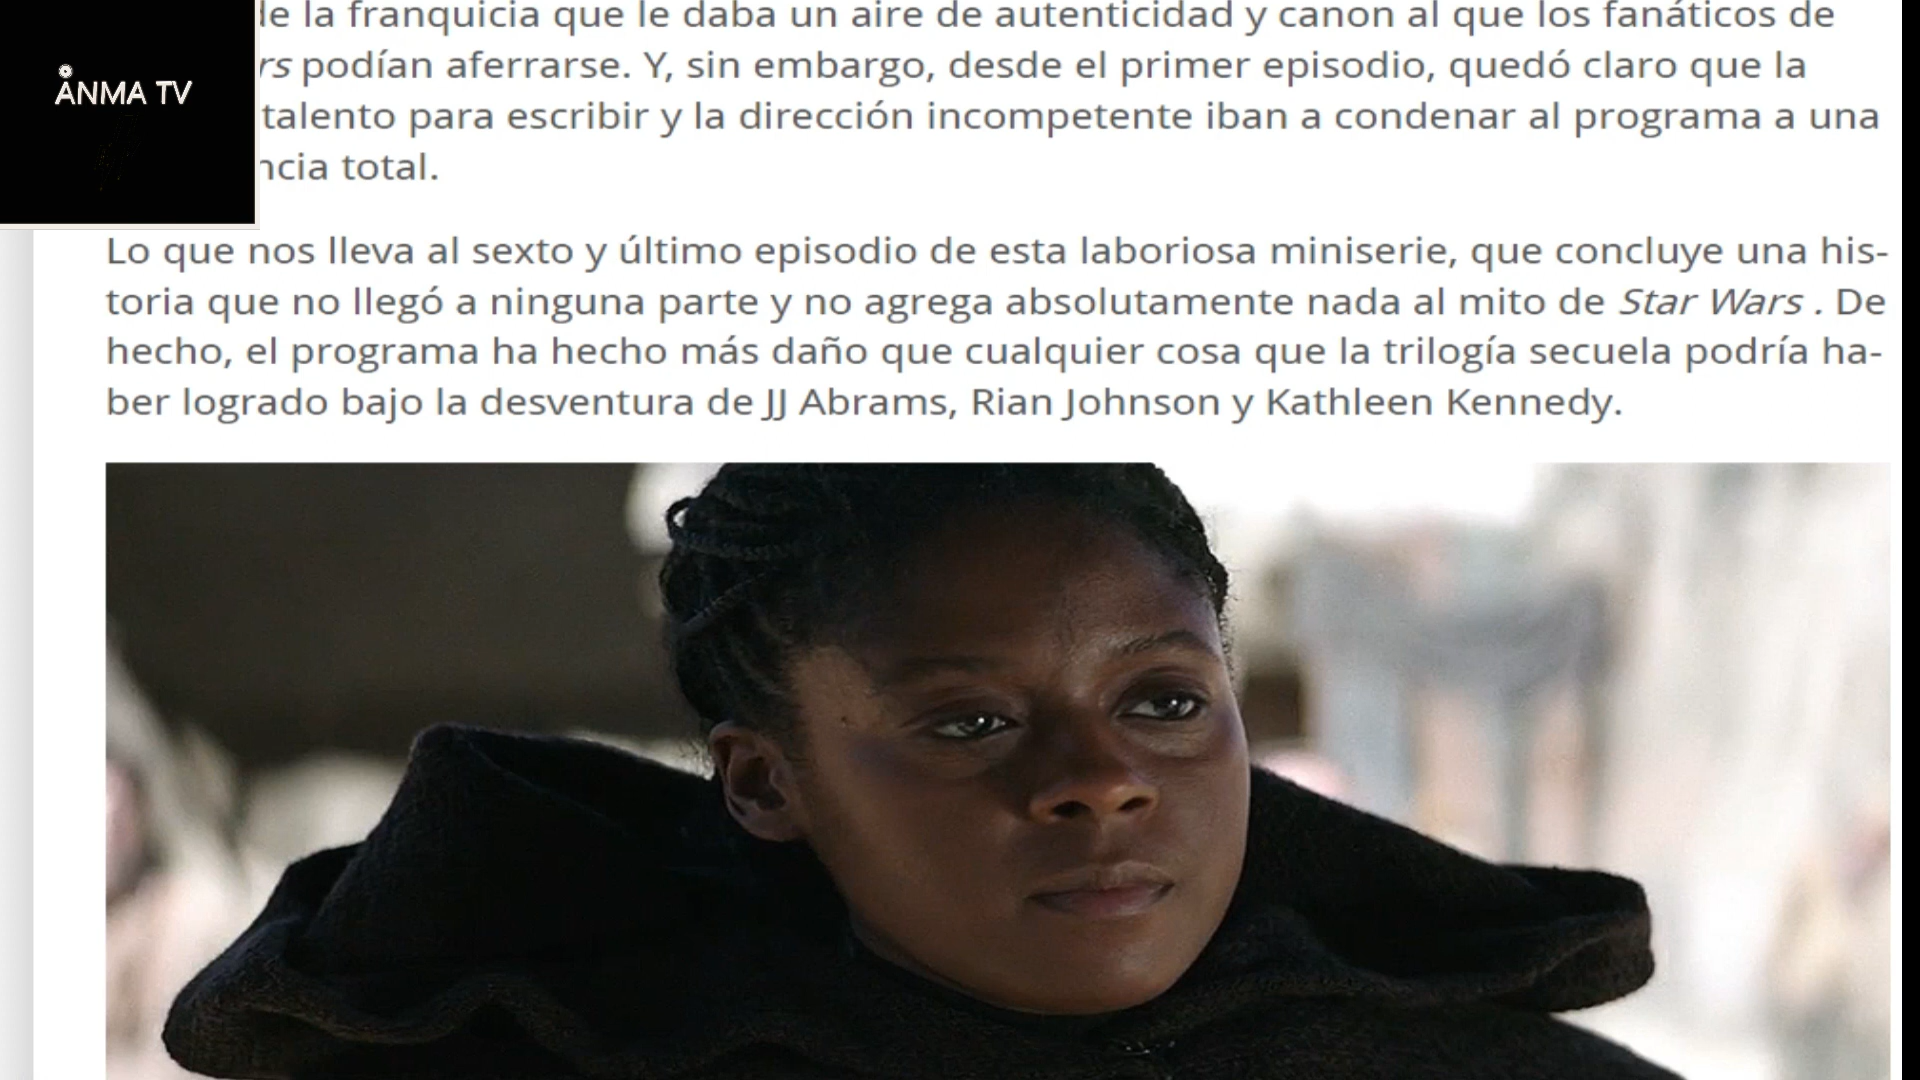 ÅNMA TV
de la franquicia que le daba un aire de autenticidad y canon al que los fanáticos de
rs podían aferrarse. Y, sin embargo, desde el primer episodio, quedó claro que la
talento para escribir y la dirección incompetente iban a condenar al programa a una
ncia total.
Lo que nos lleva al sexto y último episodio de esta laboriosa miniserie, que concluye una his-
toria que no llegó a ninguna parte y no agrega absolutamente nada al mito de Star Wars . De
hecho, el programa ha hecho más daño que cualquier cosa que la trilogía secuela podría ha-
ber logrado bajo la desventura de JJ Abrams, Rian Johnson y Kathleen Kennedy.